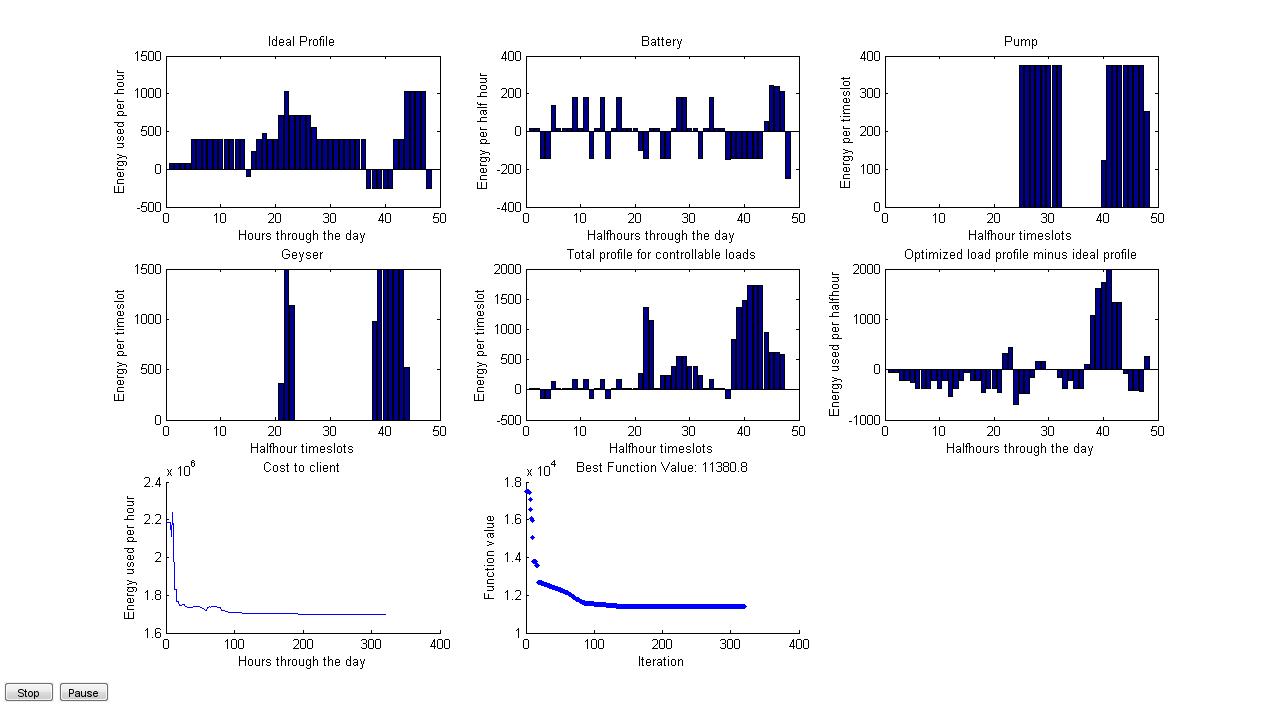 Ideal Profile
1500
1000
500
0
-500
Energy used per hour
0 10 20 30 40 50
Hours through the day
Battery
400
200
0
-200
-400
Energy per half hour
0 10 20 30 40 50
Halfhours through the day
Pump
400
300
200
100
0
Energy per timeslot
0 10 20 30 40 50
Halfhour timeslots
Geyser
1500
1000
500
0
Energy per timeslot
0 10 20 30 40 50
Halfhour timeslots
Total profile for controllable loads
2000
1500
1000
500
0
-500
Energy per timeslot
0 10 20 30 40 50
Halfhour timeslots
Optimized load profile minus ideal profile
2000
1000
0
-1000
Energy used per halfhour
0 10 20 30 40 50
Halfhours through the day
Cost to client
x 10^6
2.4
2.2
2
1.8
1.6
Energy used per hour
0 100 200 300 400
Hours through the day
Best Function Value: 11380.8
x 10^4
1.8
1.6
1.4
1.2
1
Function value
0 100 200 300 400
Iteration
Stop Pause